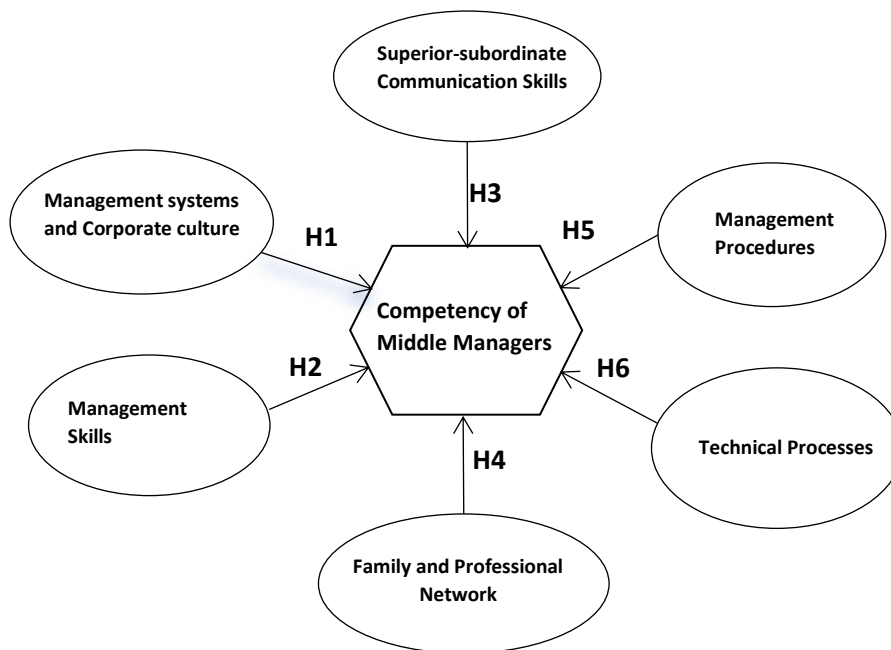 Superior-subordinate
Communication Skills
Management systems
and Corporate culture
H1
H3
H5
Management
Procedures
Competency of
Middle Managers
Management
Skills
H2
H6
Technical Processes
H4
Family and Professional
Network